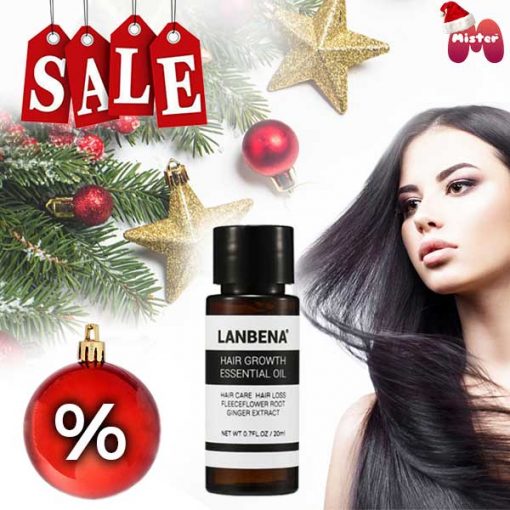 SALE
Mister
LANBENA®
HAIR GROWTH
ESSENTIAL OIL
HAIR CARE HAIR LOSS
FLEECEFLOWER ROOT
GINGER EXTRACT
NET WT 0.7FL.OZ / 20ml
%